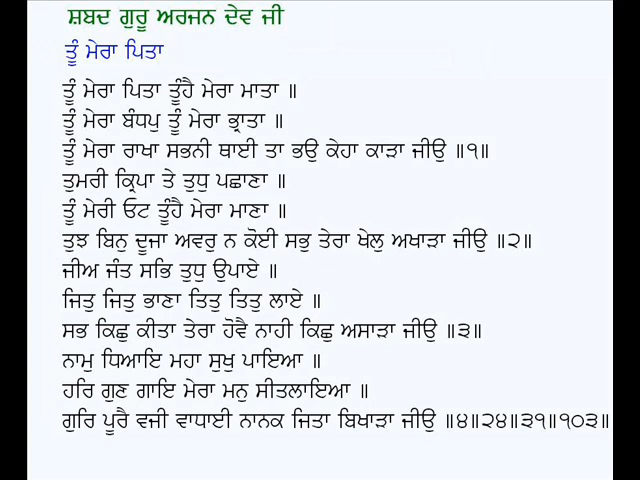 ਸ਼ਬਦ ਗੁਰੂ ਅਰਜਨ ਦੇਵ ਜੀ
ਤੂੰ ਮੇਰਾ ਪਿਤਾ
ਤੂੰ ਮੇਰਾ ਪਿਤਾ ਤੂੰਹੈ ਮੇਰਾ ਮਾਤਾ ॥
ਤੂੰ ਮੇਰਾ ਬੰਧਪੁ ਤੂੰ ਮੇਰਾ ਭ੍ਰਾਤਾ ॥
ਤੂੰ ਮੇਰਾ ਰਾਖਾ ਸਭਨੀ ਥਾਈ ਤਾ ਭਉ ਕੇਹਾ ਕਾੜਾ ਜੀਉ ॥੧॥
ਤੁਮਰੀ ਕ੍ਰਿਪਾ ਤੇ ਤੁਧੁ ਪਛਾਣਾ ॥
ਤੂੰ ਮੇਰੀ ਓਟ ਤੂੰਹੈ ਮੇਰਾ ਮਾਣਾ ॥
ਤੁਝ ਬਿਨੁ ਦੂਜਾ ਅਵਰੁ ਨ ਕੋਈ ਸਭੁ ਤੇਰਾ ਖੇਲੁ ਅਖਾੜਾ ਜੀਉ ॥੨॥
ਜੀਅ ਜੰਤ ਸਭਿ ਤੁਧੁ ਉਪਾਏ ॥
ਜਿਤੁ ਜਿਤੁ ਭਾਣਾ ਤਿਤੁ ਤਿਤੁ ਲਾਏ ॥
ਸਭ ਕਿਛੁ ਕੀਤਾ ਤੇਰਾ ਹੋਵੈ ਨਾਹੀ ਕਿਛੁ ਅਸਾੜਾ ਜੀਉ ॥੩॥
ਨਾਮੁ ਧਿਆਇ ਮਹਾ ਸੁਖੁ ਪਾਇਆ ॥
ਹਰਿ ਗੁਣ ਗਾਇ ਮੇਰਾ ਮਨੁ ਸੀਤਲਾਇਆ ॥
ਗੁਰਿ ਪੂਰੈ ਵਜੀ ਵਾਧਾਈ ਨਾਨਕ ਜਿਤਾ ਬਿਖਾੜਾ ਜੀਉ ॥੪॥੨੪॥੩੧॥੧੦੩॥